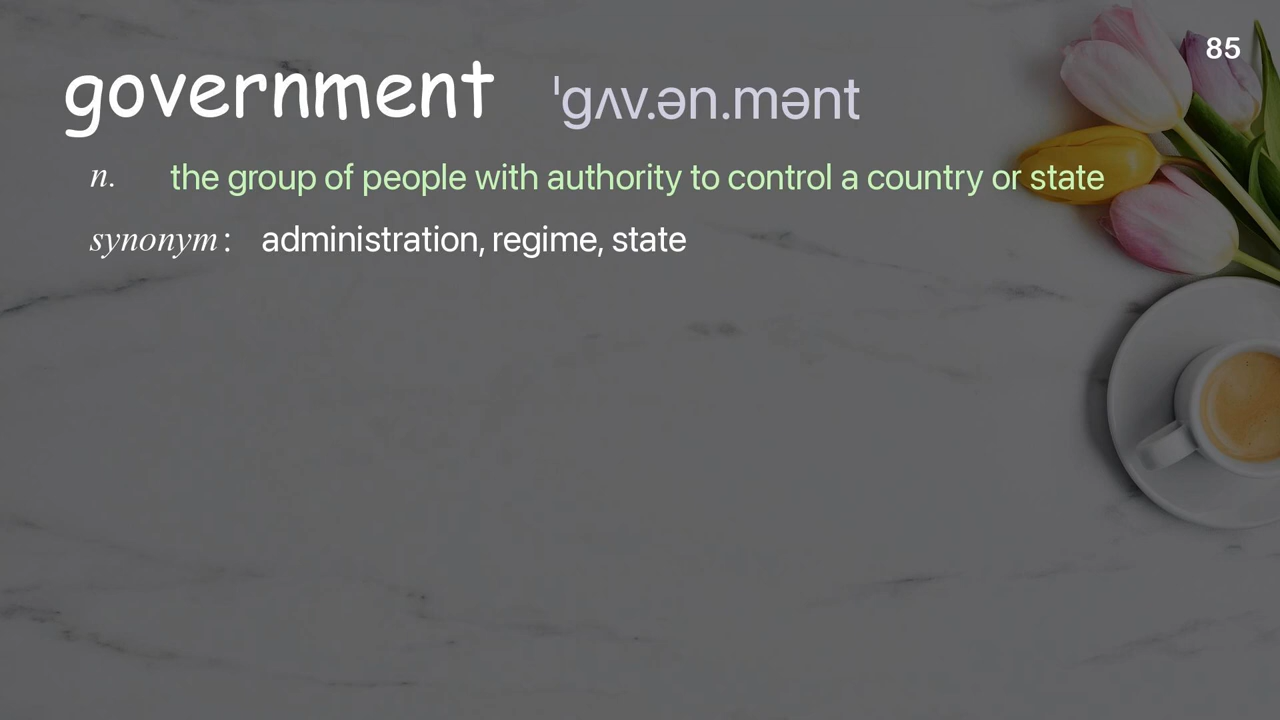 85
government ˈɡʌv.ən.mənt
n. the group of people with authority to control a country or state
synonym: administration, regime, state